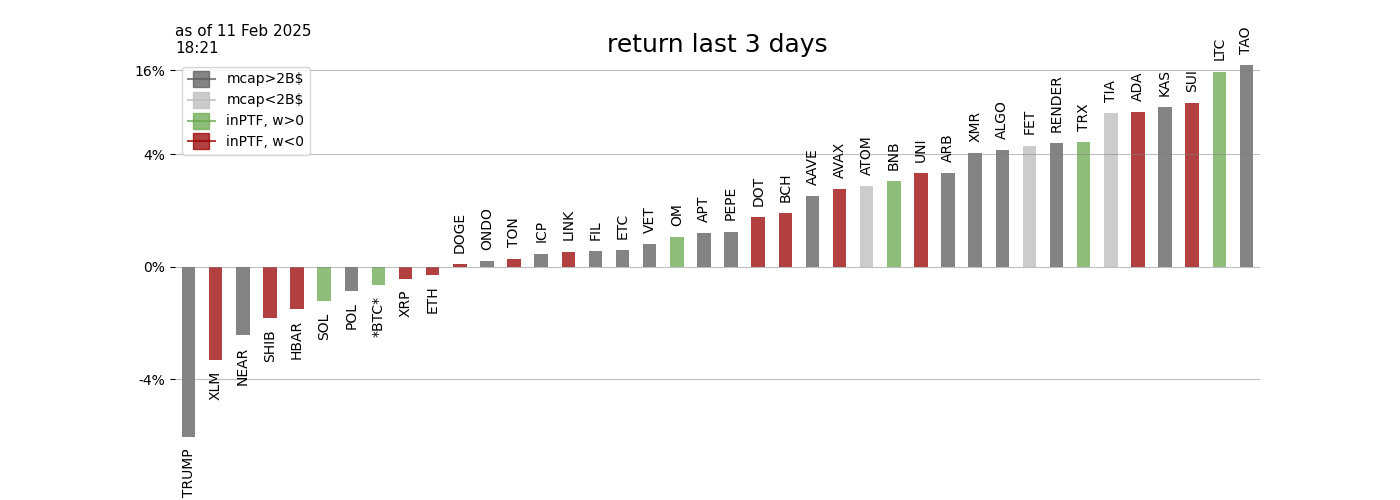 as of 11 Feb 2025
18:21
return last 3 days
16%
4%
0%
-4%
mcap>2B$
mcap<2B$
inPTF, w>0
inPTF, w<0
TRUMP
XLM
NEAR
SHIB
HBAR
SOL
POL
*BTC*
XRP
ETH
DOGE
ONDO
TON
ICP
LINK
FIL
ETC
VET
OM
APT
PEPE
DOT
BCH
AAVE
AVAX
ATOM
BNB
UNI
ARB
XMR
ALGO
FET
RENDER
TRX
TIA
ADA
KAS
SUI
LTC
TAO